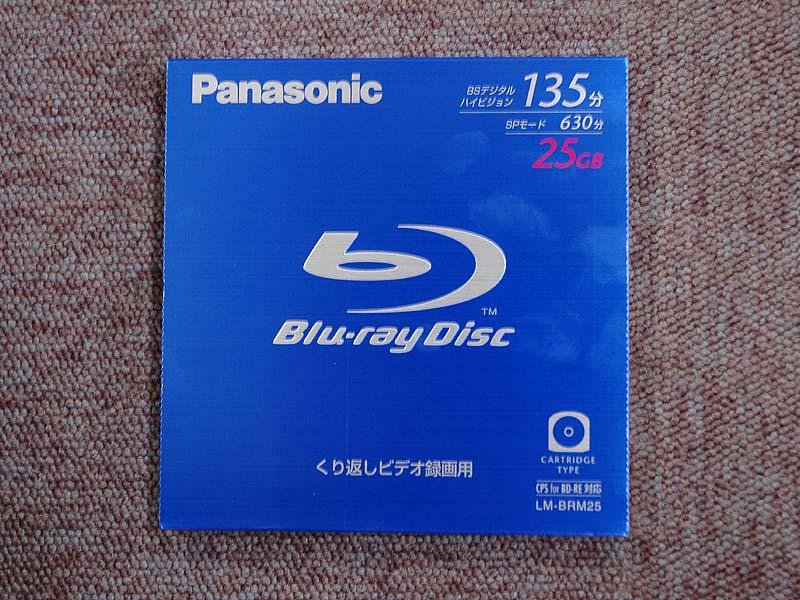 Panasonic
BSデジタル
ハイビジョン 135分
SPモード 630分
25GB
Blu-ray Disc TM
くり返しビデオ録画用
CARTRIDGE
TYPE
CPS for BD-RE 対応
LM-BRM25